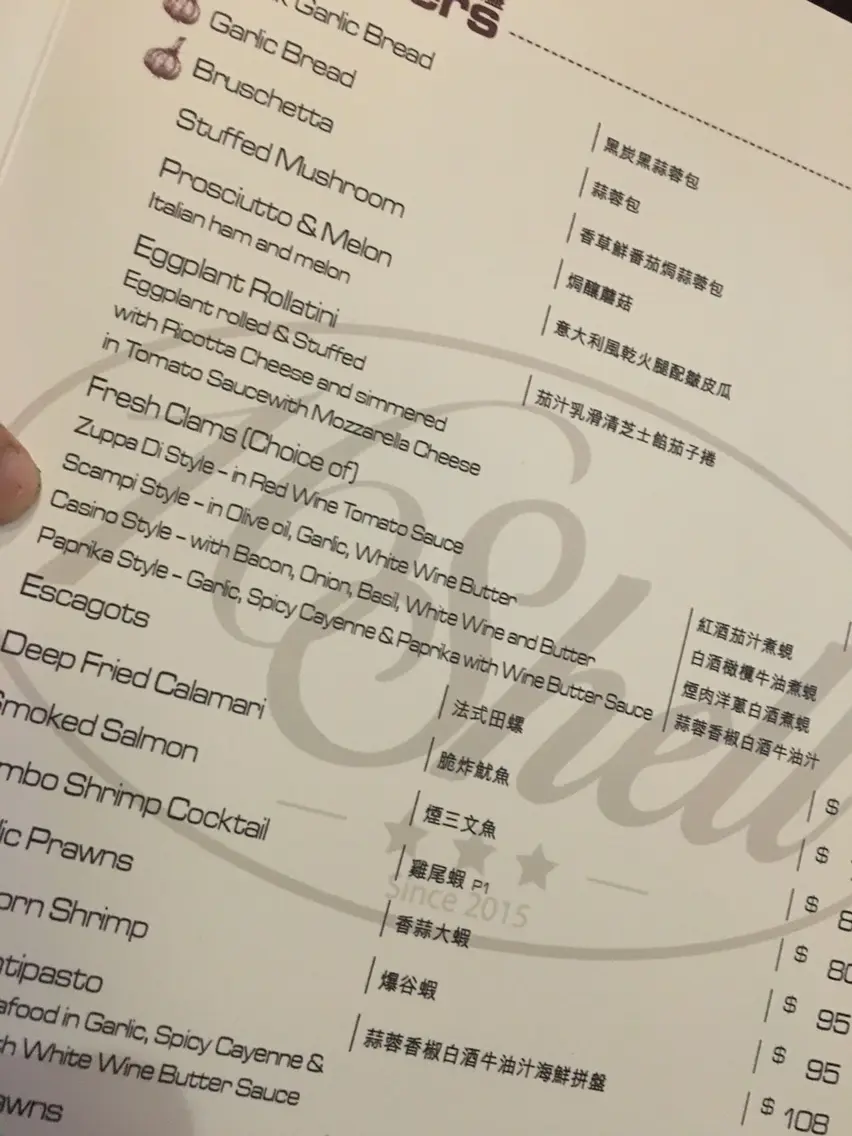 Garlic Bread
黑炭黑蒜蓉包
Garlic Bread
蒜蓉包
Bruschetta
香草鮮番茄焗蒜蓉包
Stuffed Mushroom
焗釀蘑菇
Prosciutto & Melon
意大利風乾火腿配皺皮瓜
Italian ham and melon
Eggplant Rollatini
茄汁乳滑清芝士餡茄子捲
Eggplant rolled & Stuffed
with Ricotta Cheese and simmered
in Tomato Saucewith Mozzarella Cheese
Fresh Clams (Choice of)
Zuppa Di Style – in Red Wine Tomato Sauce
紅酒茄汁煮蜆
Scampi Style – in Olive oil, Garlic, White Wine Butter
白酒橄欖牛油煮蜆
Casino Style – with Bacon, Onion, Basil, White Wine and Butter
煙肉洋蔥白酒煮蜆
Paprika Style – Garlic, Spicy Cayenne & Paprika with Wine Butter Sauce
蒜蓉香椒白酒牛油汁
Escagots
法式田螺
$
Deep Fried Calamari
脆炸魷魚
$
Smoked Salmon
煙三文魚
$ 8
Shrimp Cocktail
雞尾蝦 P1
$ 80
Prawns
香蒜大蝦
$ 95
Shrimp
爆谷蝦
$ 95
蒜蓉香椒白酒牛油汁海鮮拼盤
$ 108
in Garlic, Spicy Cayenne &
White Wine Butter Sauce
Shell
Since 2015